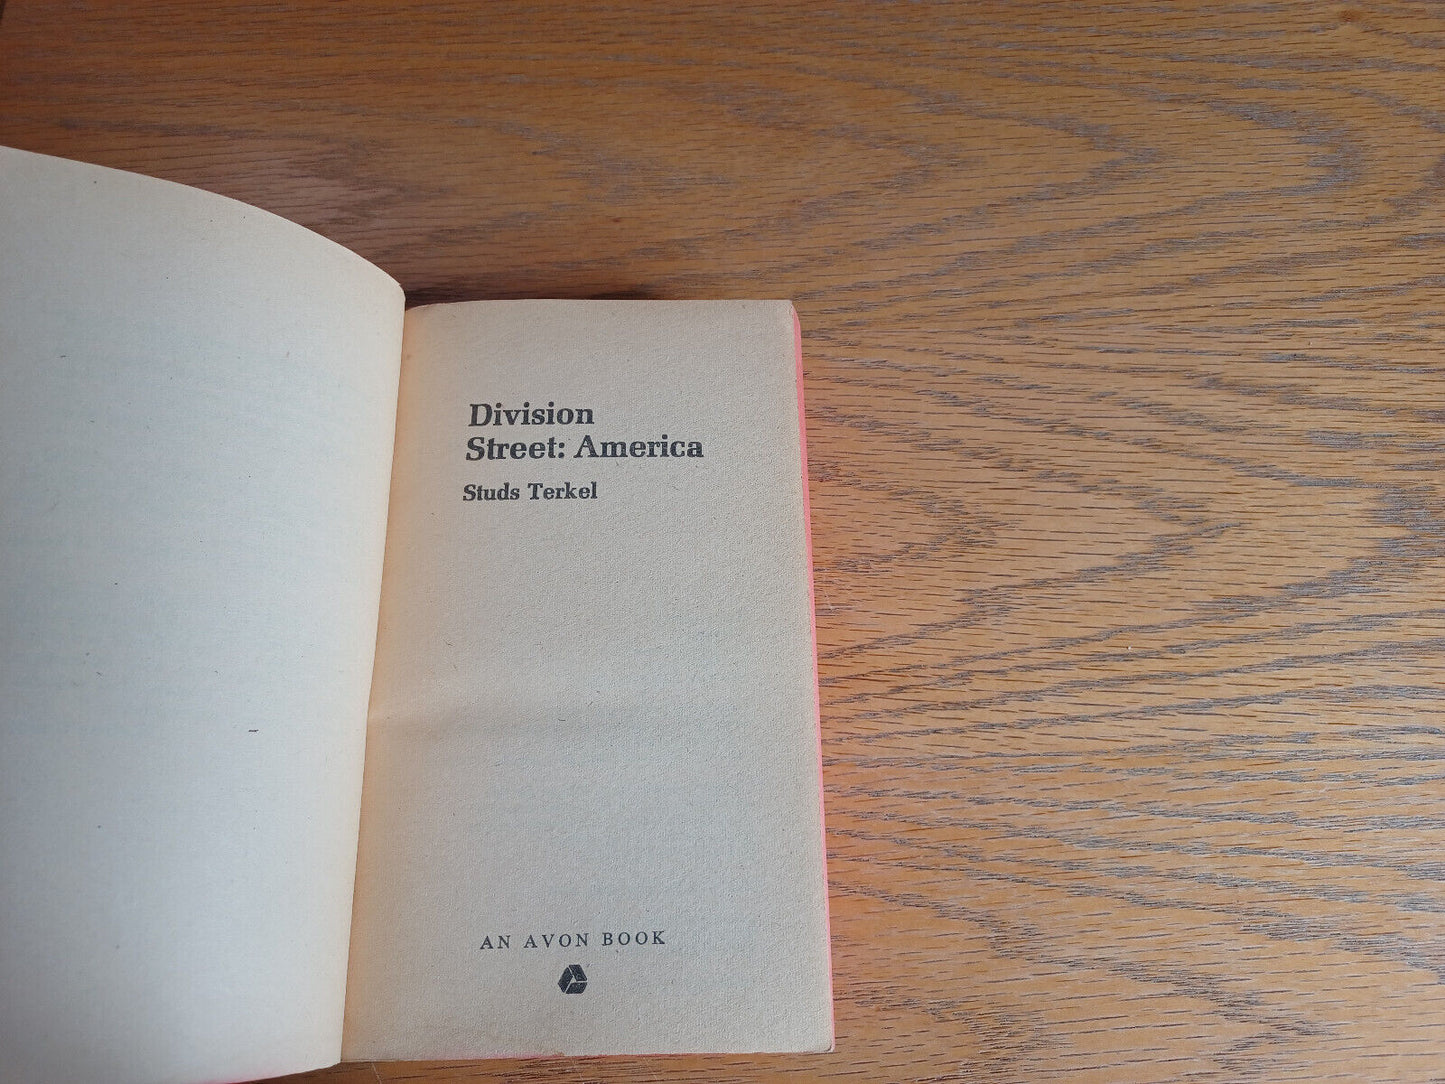 Division
Street: America
Studs Terkel
AN AVON BOOK